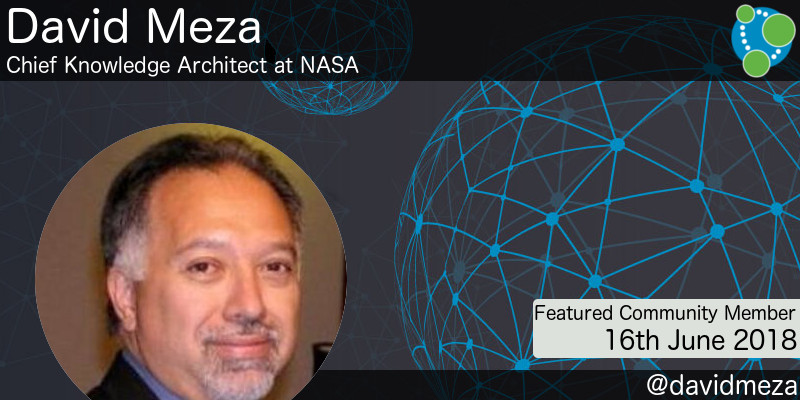 David Meza
Chief Knowledge Architect at NASA
Featured Community Member
16th June 2018
@davidmeza